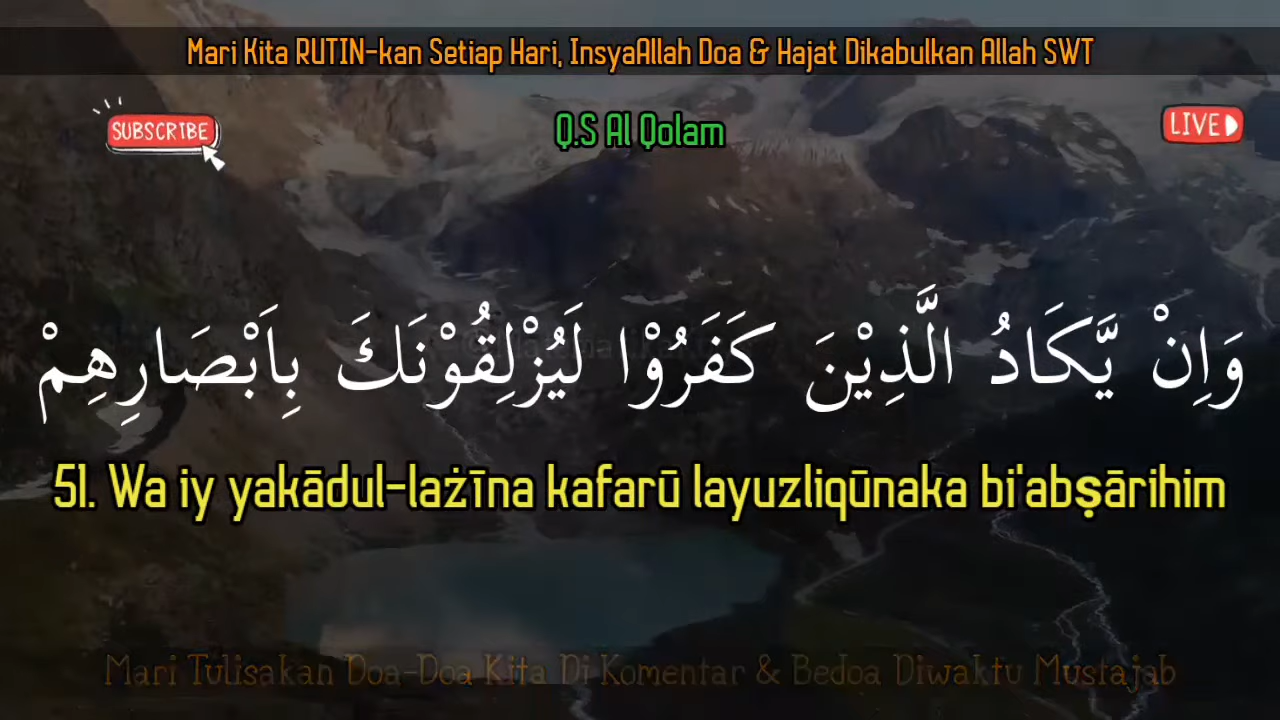 Mari Kita RUTIN-kan Setiap Hari, InsyaAllah Doa & Hajat Dikabulkan Allah SWT
SUBSCRIBE
Q.S Al Qolam
LIVE
وَاِنْ يَّكَادُ الَّذِيْنَ كَفَرُوْا لَيُزْلِقُوْنَكَ بِاَبْصَارِهِمْ
51. Wa iy yakādul-lażīna kafarū layuzliqūnaka bi'abṣārihim
Mari Tulisakan Doa-Doa Kita Di Komentar & Bedoa Diwaktu Mustajab